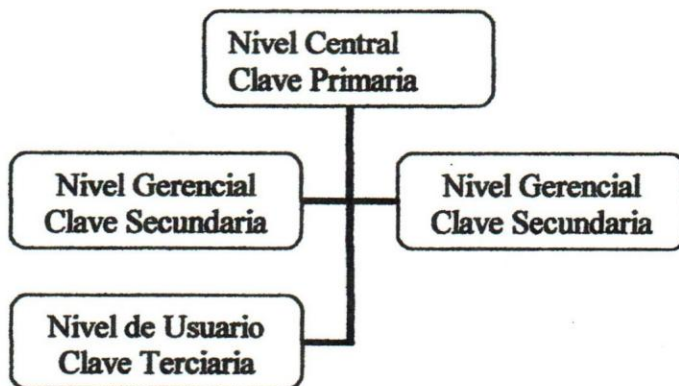 Nivel Central
Clave Primaria
Nivel Gerencial
Clave Secundaria
Nivel Gerencial
Clave Secundaria
Nivel de Usuario
Clave Terciaria